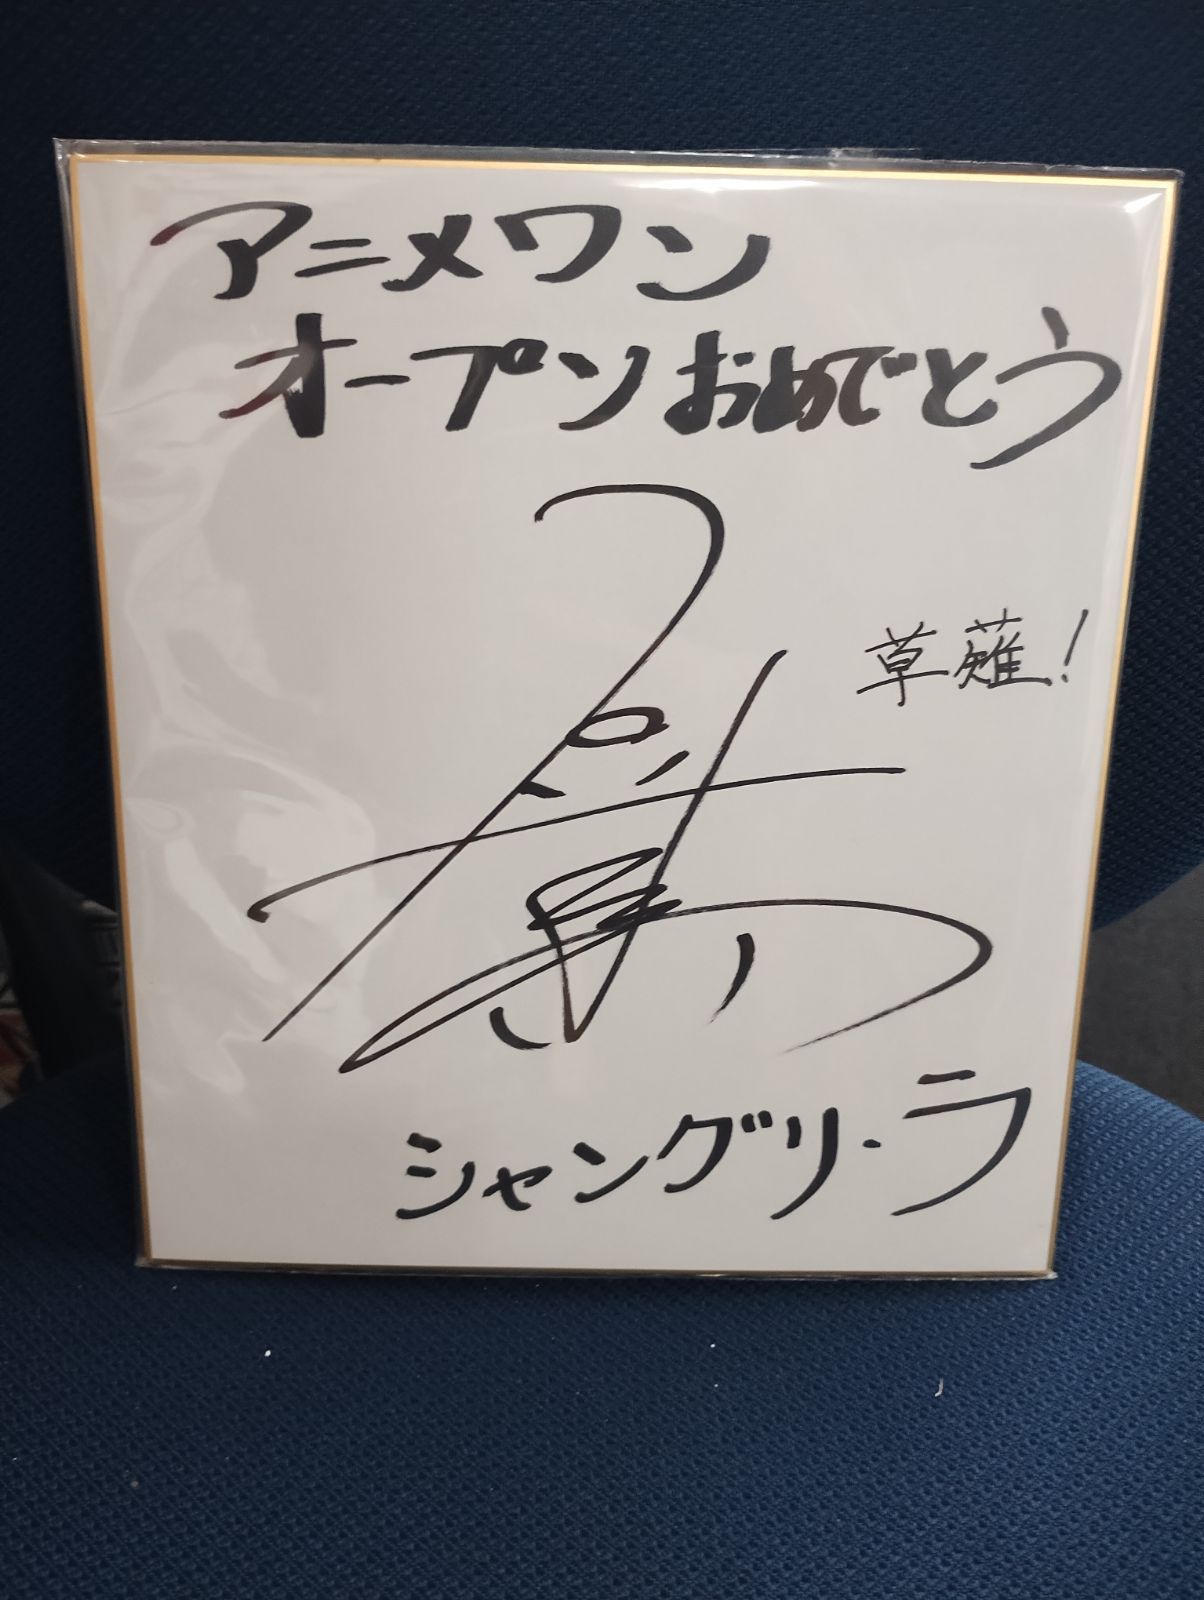 アニメワン
オープンおめでとう
草薙！
シャングリ・ラ